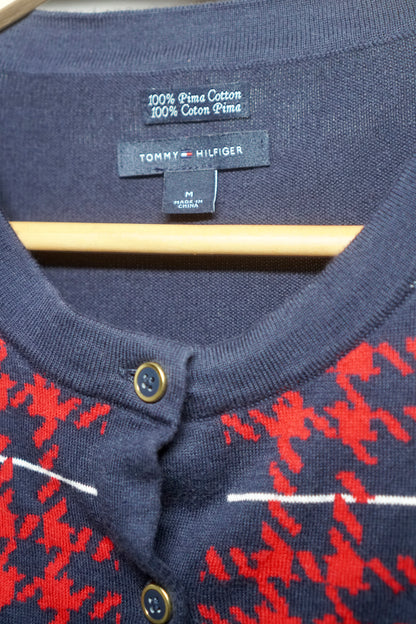 100% Pima Cotton
100% Coton Pima
TOMMY HILFIGER
M
MADE IN
CHINA